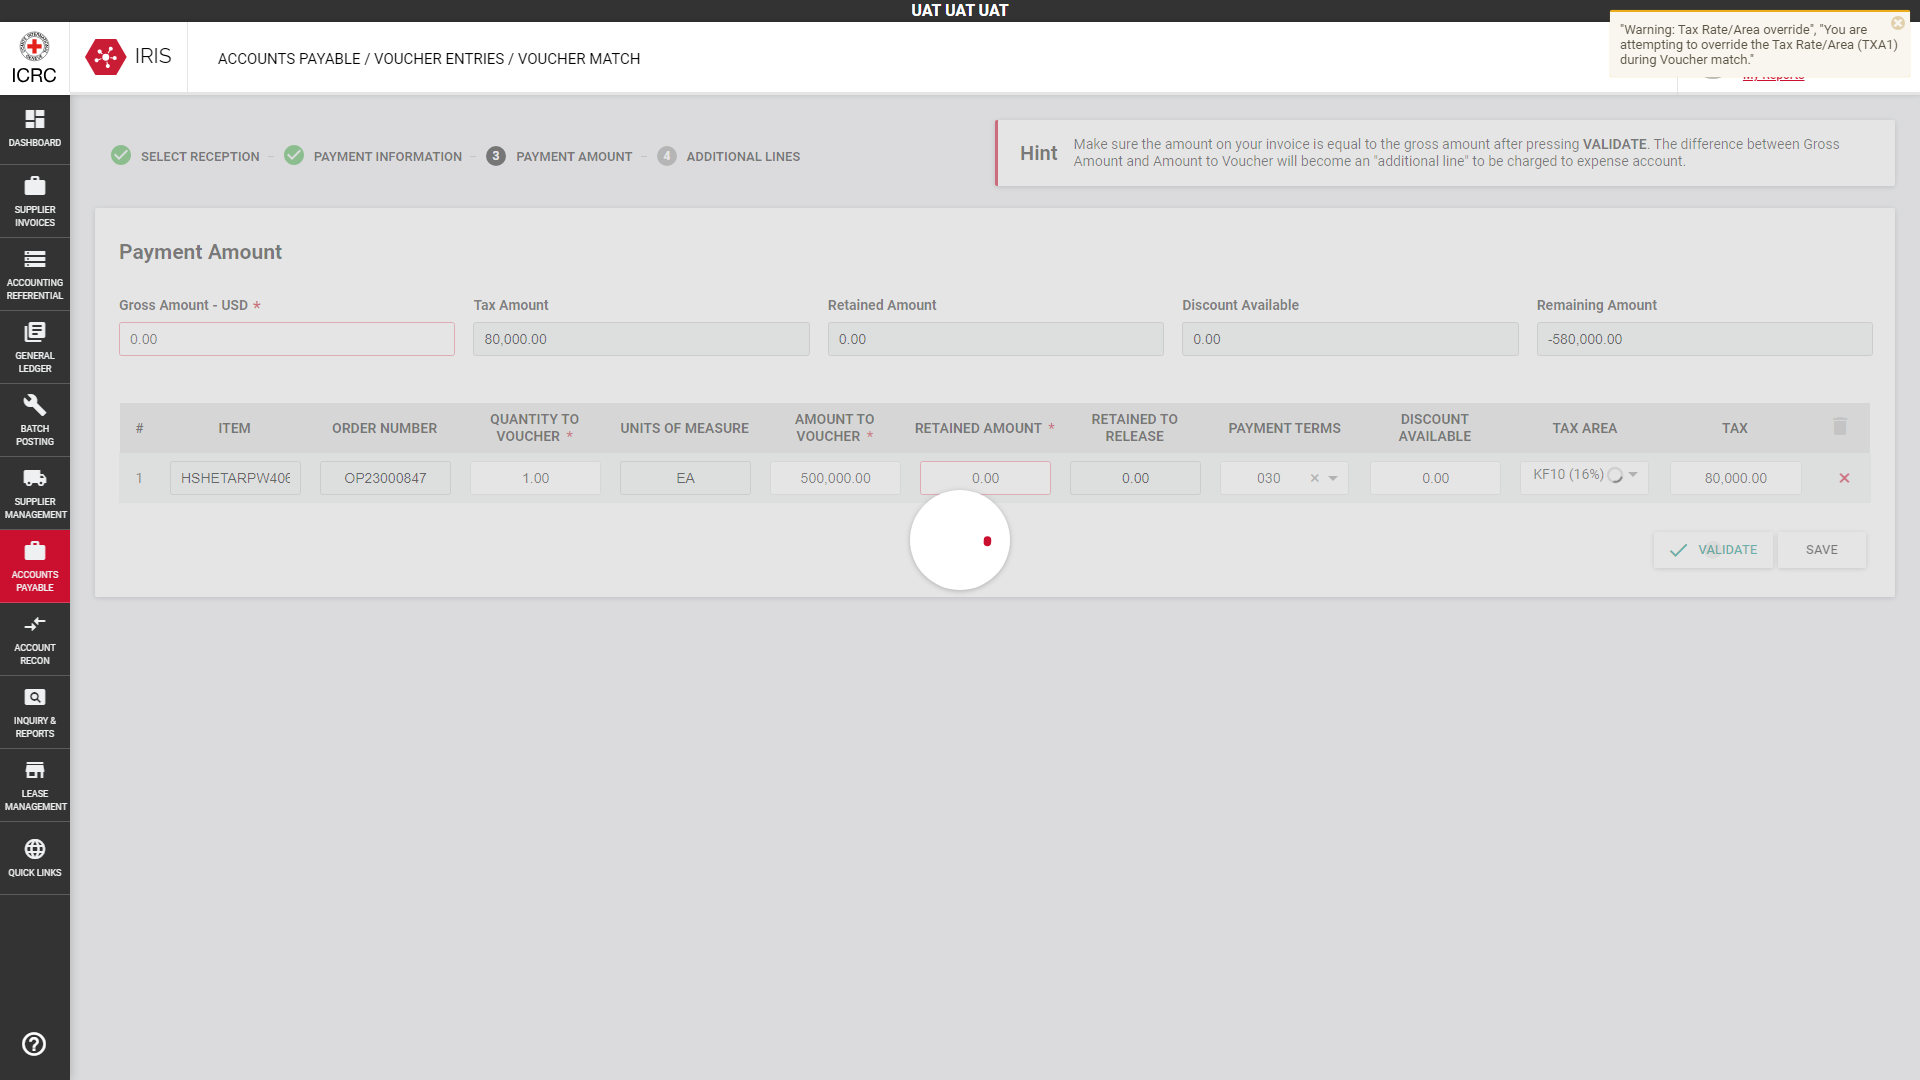 UAT UAT UAT
ICRC
IRIS
ACCOUNTS PAYABLE / VOUCHER ENTRIES / VOUCHER MATCH
"Warning: Tax Rate/Area override", "You are
attempting to override the Tax Rate/Area (TXA1)
during Voucher match."
My Reports
DASHBOARD
SUPPLIER
INVOICES
ACCOUNTING
REFERENTIAL
GENERAL
LEDGER
BATCH
POSTING
SUPPLIER
MANAGEMENT
ACCOUNTS
PAYABLE
ACCOUNT
RECON
INQUIRY &
REPORTS
LEASE
MANAGEMENT
QUICK LINKS
SELECT RECEPTION
PAYMENT INFORMATION
3 PAYMENT AMOUNT
4 ADDITIONAL LINES
Hint
Make sure the amount on your invoice is equal to the gross amount after pressing VALIDATE. The difference between Gross
Amount and Amount to Voucher will become an "additional line" to be charged to expense account.
Payment Amount
Gross Amount - USD * Tax Amount Retained Amount Discount Available Remaining Amount
0.00 80,000.00 0.00 0.00 -580,000.00
# ITEM ORDER NUMBER QUANTITY TO VOUCHER * UNITS OF MEASURE AMOUNT TO VOUCHER * RETAINED AMOUNT * RETAINED TO RELEASE PAYMENT TERMS DISCOUNT AVAILABLE TAX AREA TAX
1 HSHETARPW406 OP23000847 1.00 EA 500,000.00 0.00 0.00 030 0.00 KF10 (16%) 80,000.00
VALIDATE SAVE